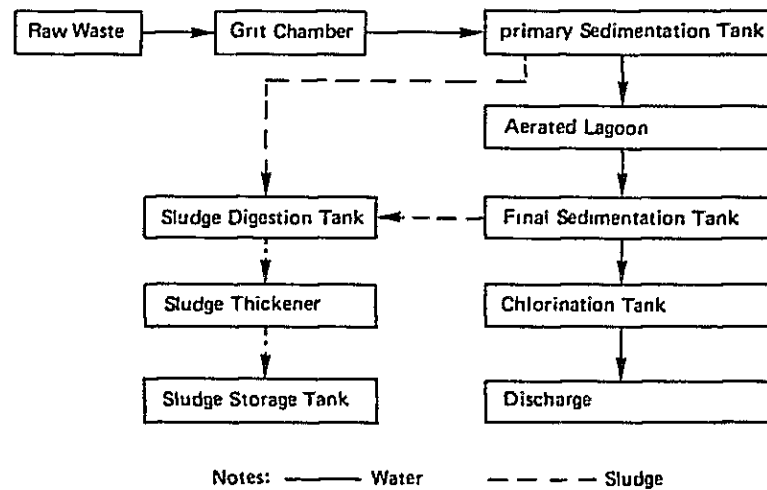 Raw Waste
Grit Chamber
primary Sedimentation Tank
Aerated Lagoon
Sludge Digestion Tank
Final Sedimentation Tank
Sludge Thickener
Chlorination Tank
Sludge Storage Tank
Discharge
Notes: Water Sludge